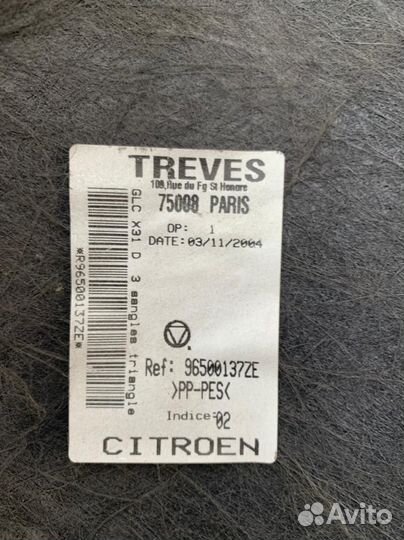 TREVES
109,Rue du Fg St Honore
75008 PARIS
OP: 1
DATE:03/11/2004
GLC X31 D 3 sangles triangle
*R96500137ZE*
Ref: 96500137ZE
>PP-PES<
Indice:02
CITROEN
Avito